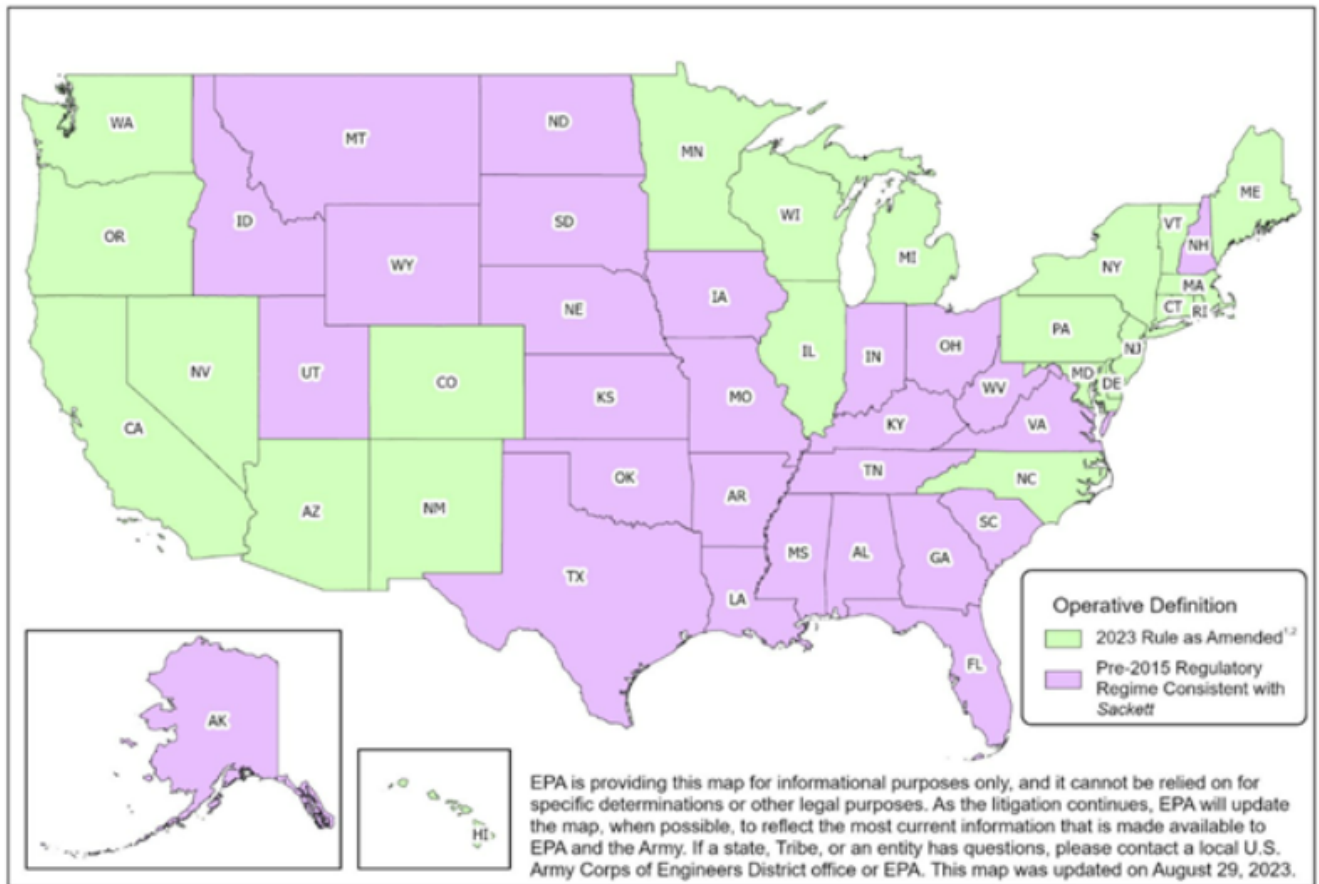 WA
MT
ND
MN
ME
ID
SD
WI
VT
NH
OR
WY
MI
NY
MA
IA
CT
RI
NE
PA
NV
UT
CO
IL
IN
OH
NJ
MD
DE
KS
MO
WV
CA
KY
VA
TN
NC
OK
AR
AZ
NM
SC
MS
AL
GA
TX
LA
FL
AK
HI
Operative Definition
2023 Rule as Amended1,2
Pre-2015 Regulatory
Regime Consistent with
Sackett
EPA is providing this map for informational purposes only, and it cannot be relied on for
specific determinations or other legal purposes. As the litigation continues, EPA will update
the map, when possible, to reflect the most current information that is made available to
EPA and the Army. If a state, Tribe, or an entity has questions, please contact a local U.S.
Army Corps of Engineers District office or EPA. This map was updated on August 29, 2023.